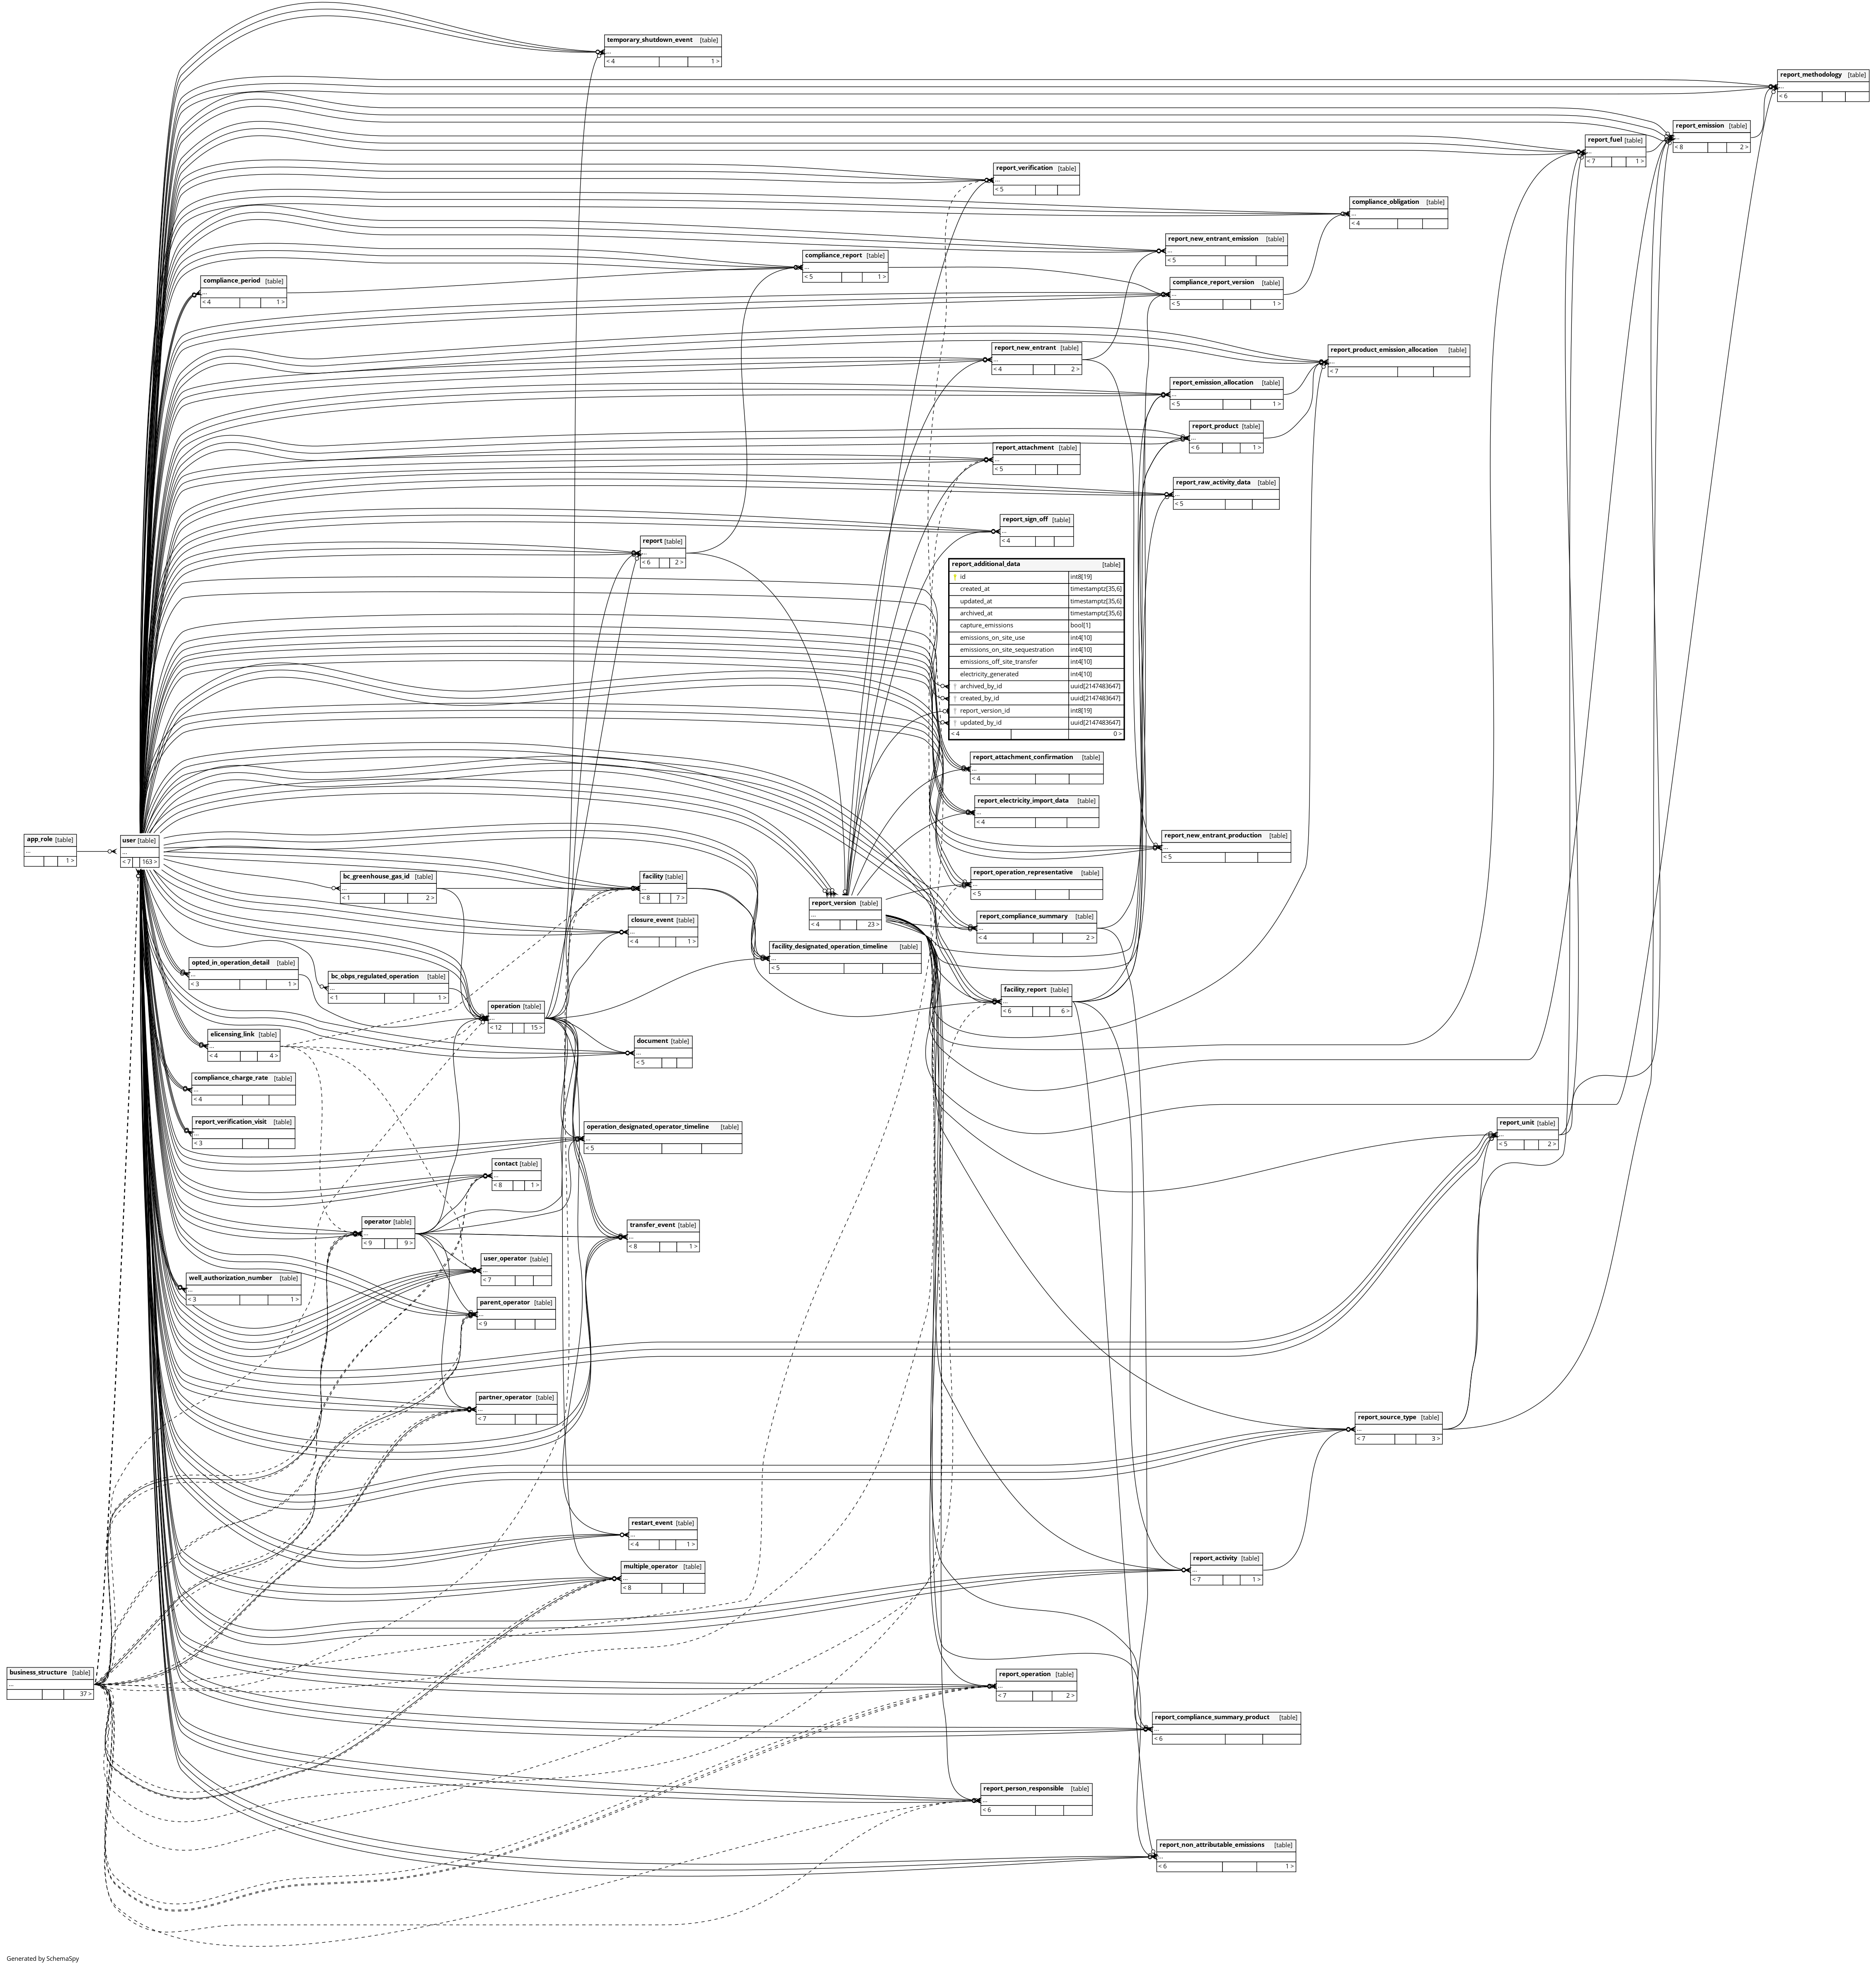 temporary_shutdown_event [table]
...
< 4 1 >
report_methodology [table]
...
< 6
report_emission [table]
...
< 8 2 >
report_fuel [table]
...
< 7 1 >
report_verification [table]
...
< 5
compliance_obligation [table]
...
< 4
report_new_entrant_emission [table]
...
< 5
compliance_report [table]
...
< 5 1 >
compliance_period [table]
...
< 4 1 >
compliance_report_version [table]
...
< 5 1 >
report_new_entrant [table]
...
< 4 2 >
report_product_emission_allocation [table]
...
< 7
report_emission_allocation [table]
...
< 5 1 >
report_product [table]
...
< 6 1 >
report_attachment [table]
...
< 5
report_raw_activity_data [table]
...
< 5
report_sign_off [table]
...
< 4
report [table]
...
< 6 2 >
report_additional_data [table]
id int8[19]
created_at timestamptz[35,6]
updated_at timestamptz[35,6]
archived_at timestamptz[35,6]
capture_emissions bool[1]
emissions_on_site_use int4[10]
emissions_on_site_sequestration int4[10]
emissions_off_site_transfer int4[10]
electricity_generated int4[10]
archived_by_id uuid[2147483647]
created_by_id uuid[2147483647]
report_version_id int8[19]
updated_by_id uuid[2147483647]
< 4 0 >
report_attachment_confirmation [table]
...
< 4
report_electricity_import_data [table]
...
< 4
app_role [table]
...
1 >
user [table]
...
< 7 163 >
report_new_entrant_production [table]
...
< 5
bc_greenhouse_gas_id [table]
...
< 1 2 >
facility [table]
...
< 8 7 >
report_operation_representative [table]
...
< 5
report_version [table]
...
< 4 23 >
closure_event [table]
...
< 4 1 >
report_compliance_summary [table]
...
< 4 2 >
facility_designated_operation_timeline [table]
...
< 5
opted_in_operation_detail [table]
...
< 3 1 >
bc_obps_regulated_operation [table]
...
< 1 1 >
facility_report [table]
...
< 6 6 >
operation [table]
...
< 12 15 >
elicensing_link [table]
...
< 4 4 >
document [table]
...
< 5
compliance_charge_rate [table]
...
< 4
report_verification_visit [table]
...
< 3
operation_designated_operator_timeline [table]
...
< 5
report_unit [table]
...
< 5 2 >
contact [table]
...
< 8 1 >
operator [table]
...
< 9 9 >
transfer_event [table]
...
< 8 1 >
user_operator [table]
...
< 7
well_authorization_number [table]
...
< 3 1 >
parent_operator [table]
...
< 9
partner_operator [table]
...
< 7
report_source_type [table]
...
< 7 3 >
restart_event [table]
...
< 4 1 >
multiple_operator [table]
...
< 8
report_activity [table]
...
< 7 1 >
business_structure [table]
...
37 >
report_operation [table]
...
< 7 2 >
report_compliance_summary_product [table]
...
< 6
report_person_responsible [table]
...
< 6
report_non_attributable_emissions [table]
...
< 6 1 >
Generated by SchemaSpy